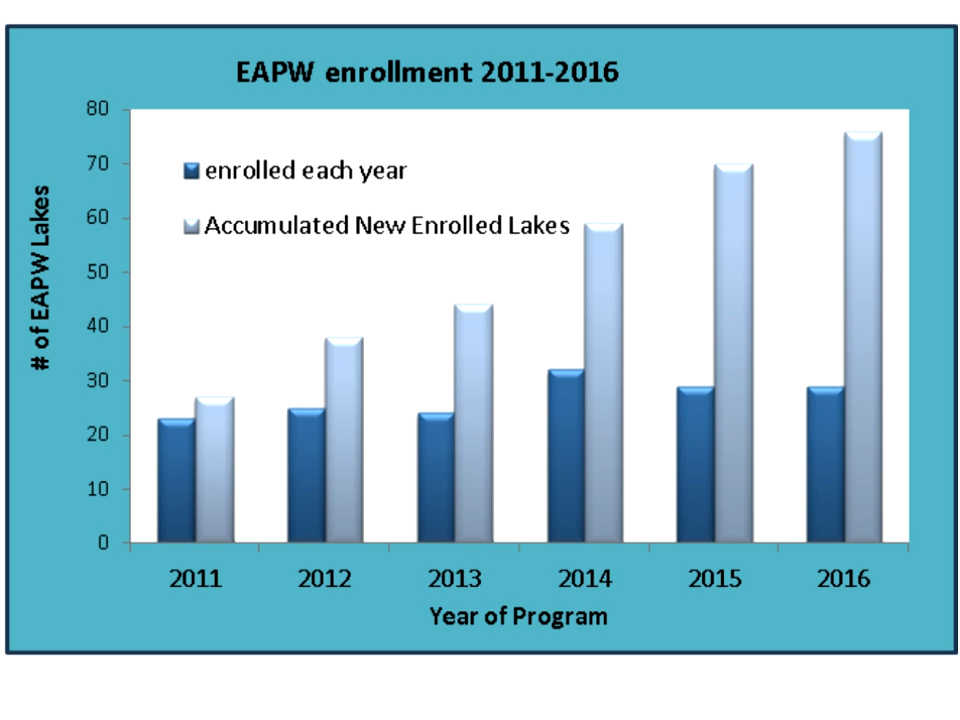 EAPW enrollment 2011-2016
80
70
60
50
40
30
20
10
0
# of EAPW Lakes
enrolled each year
Accumulated New Enrolled Lakes
2011 2012 2013 2014 2015 2016
Year of Program